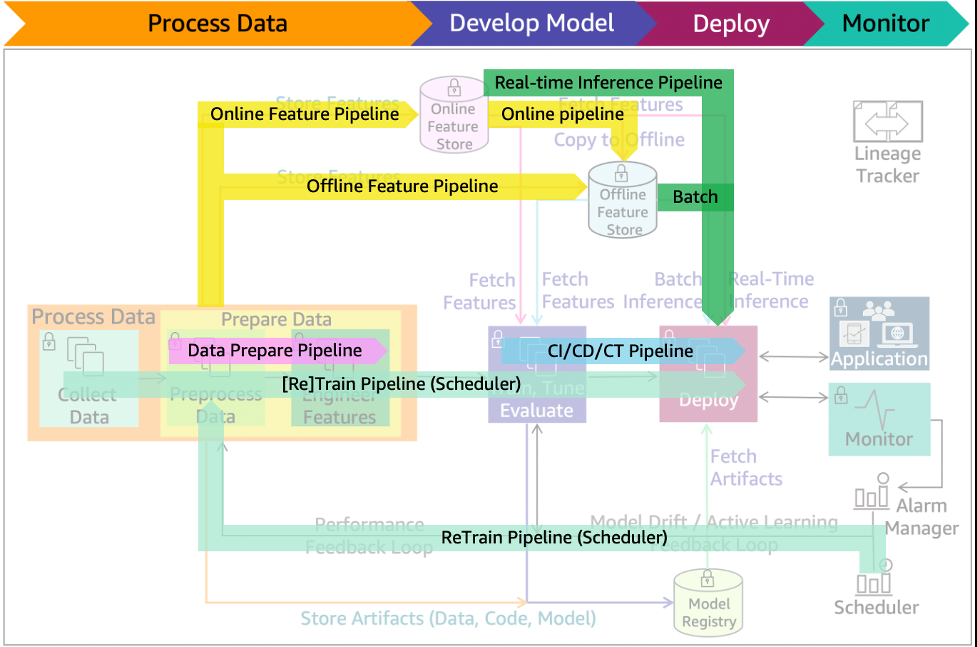 Process Data
Develop Model
Deploy
Monitor
Real-time Inference Pipeline
Store Features
Online Feature Pipeline
Online
Feature
Store
Fetch Features
Online pipeline
Copy to Offline
Lineage
Tracker
Store Features
Offline Feature Pipeline
Offline
Feature
Store
Batch
Fetch
Features
Fetch
Features
Batch
Inference
Real-Time
Inference
Process Data
Prepare Data
Data Prepare Pipeline
CI/CD/CT Pipeline
Application
[Re]Train Pipeline (Scheduler)
Collect
Data
Preprocess
Data
Engineer
Features
Train, Tune
Evaluate
Deploy
Monitor
Fetch
Artifacts
Alarm
Manager
Performance
Feedback Loop
Model Drift / Active Learning
Feedback Loop
ReTrain Pipeline (Scheduler)
Scheduler
Model
Registry
Store Artifacts (Data, Code, Model)